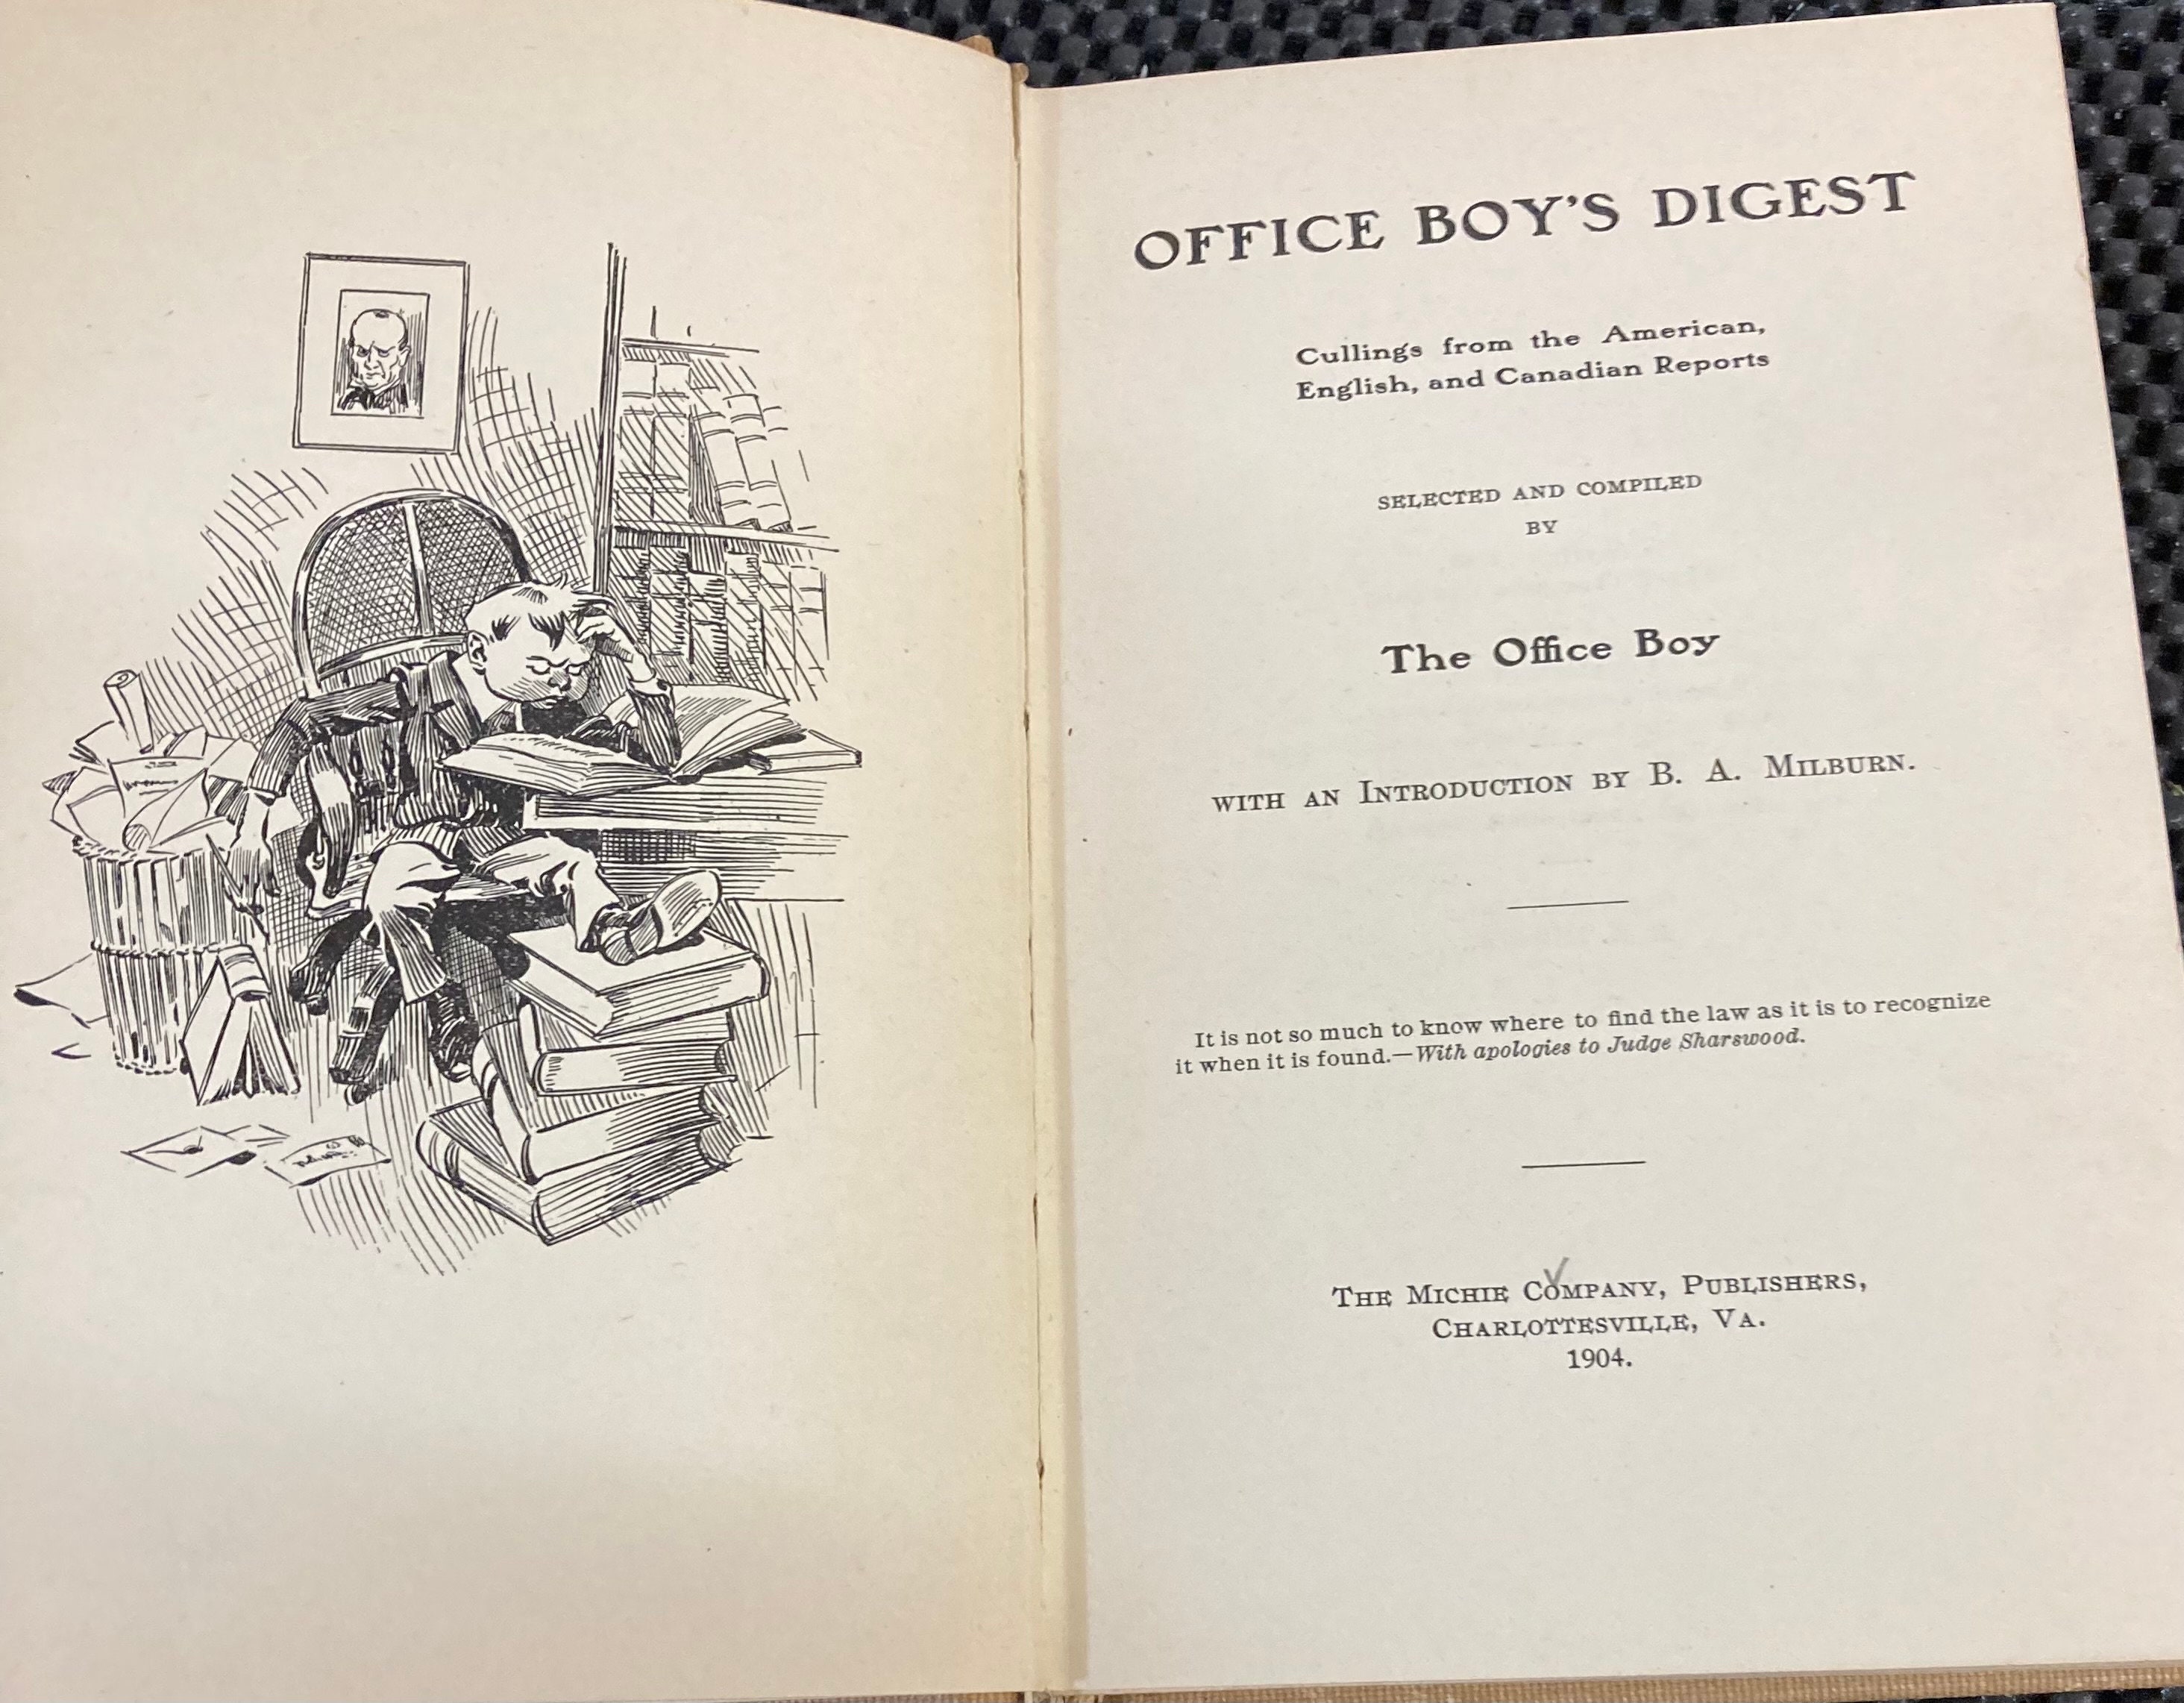 OFFICE BOY'S DIGEST
Cullings from the American,
English, and Canadian Reports
SELECTED AND COMPILED
BY
The Office Boy
WITH AN INTRODUCTION BY B. A. MILBURN.
It is not so much to know where to find the law as it is to recognize
it when it is found.—With apologies to Judge Sharswood.
THE MICHIE COMPANY, PUBLISHERS,
CHARLOTTESVILLE, VA.
1904.